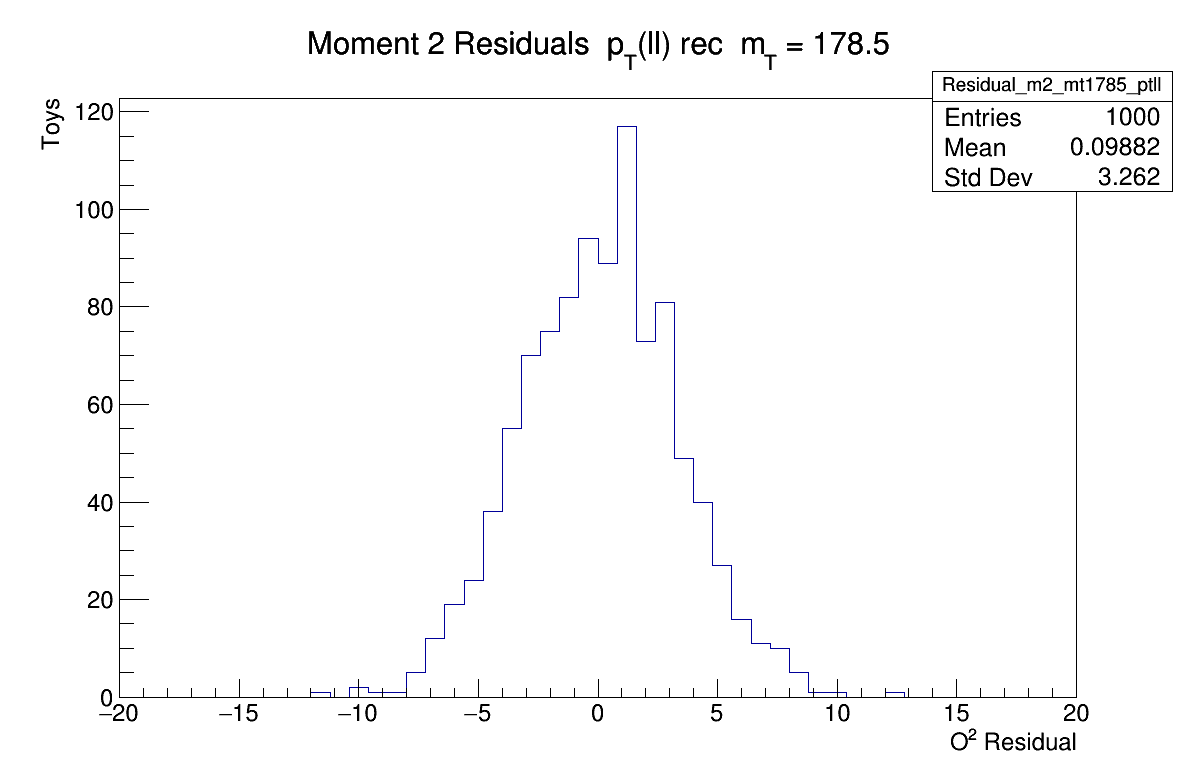 Moment 2 Residuals  p_T(ll) rec  m_T = 178.5
Residual_m2_mt1785_ptll
Entries 1000
Mean 0.09882
Std Dev 3.262
Toys
120
100
80
60
40
20
0
−20 −15 −10 −5 0 5 10 15 20
O² Residual